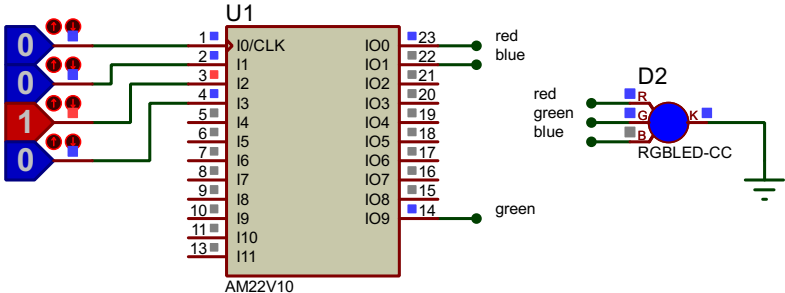 U1
0
0
1
0
1 I0/CLK IO0 23 red
2 I1 IO1 22 blue
3 I2 IO2 21
4 I3 IO3 20
5 I4 IO4 19
6 I5 IO5 18
7 I6 IO6 17
8 I7 IO7 16
9 I8 IO8 15
10 I9 IO9 14 green
11 I10
13 I11
AM22V10
D2
red R
green G K
blue B
RGBLED-CC